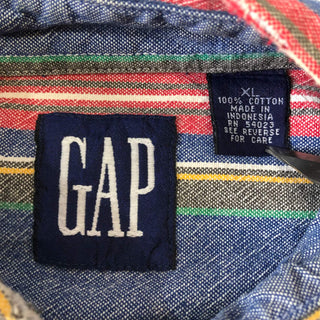 XL
100% COTTON
MADE IN
INDONESIA
RN 54023
SEE REVERSE
FOR CARE
GAP